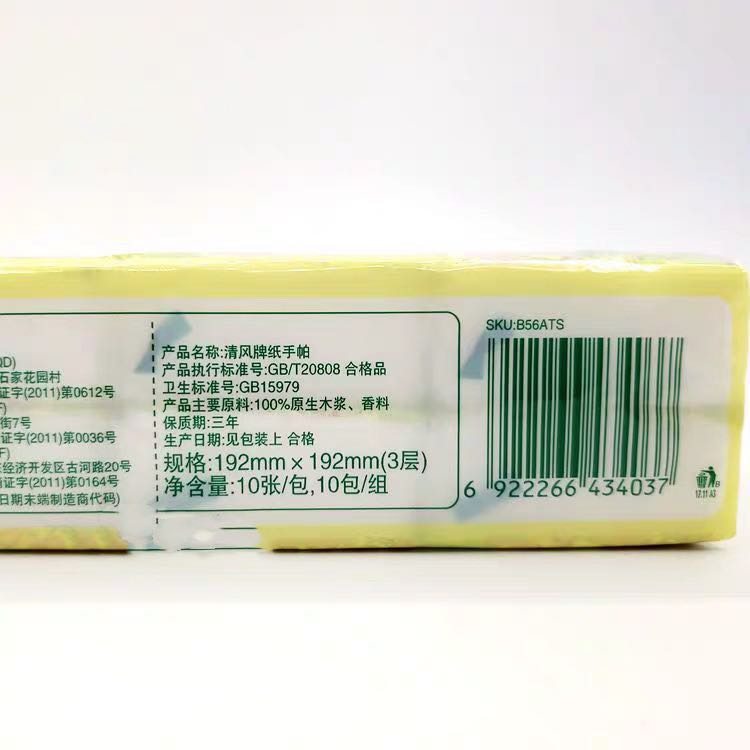 QD)
石家花园村
证字(2011)第0612号
F)
街7号
证字(2011)第0036号
F)
经济开发区古河路20号
证字(2011)第0164号
日期末端制造商代码)
产品名称:清风牌纸手帕
产品执行标准号:GB/T20808 合格品
卫生标准号:GB15979
产品主要原料:100%原生木浆、香料
保质期:三年
生产日期:见包装上 合格
规格:192mm×192mm(3层)
净含量:10张/包,10包/组
SKU:B56ATS
6 922266 434037
B
17.11 A3